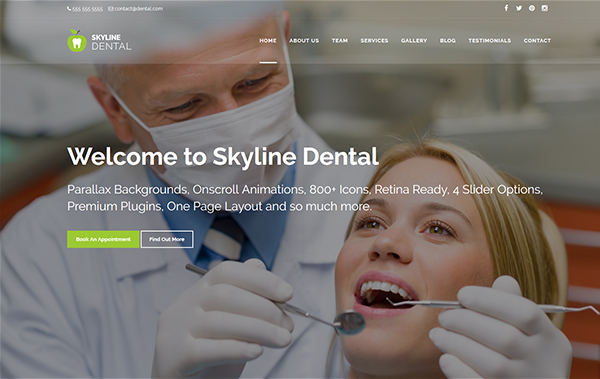 555 555 5555 contact@dental.com
SKYLINE
DENTAL
HOME ABOUT US TEAM SERVICES GALLERY BLOG TESTIMONIALS CONTACT
Welcome to Skyline Dental
Parallax Backgrounds, Onscroll Animations, 800+ Icons, Retina Ready, 4 Slider Options,
Premium Plugins, One Page Layout and so much more.
Book An Appointment Find Out More